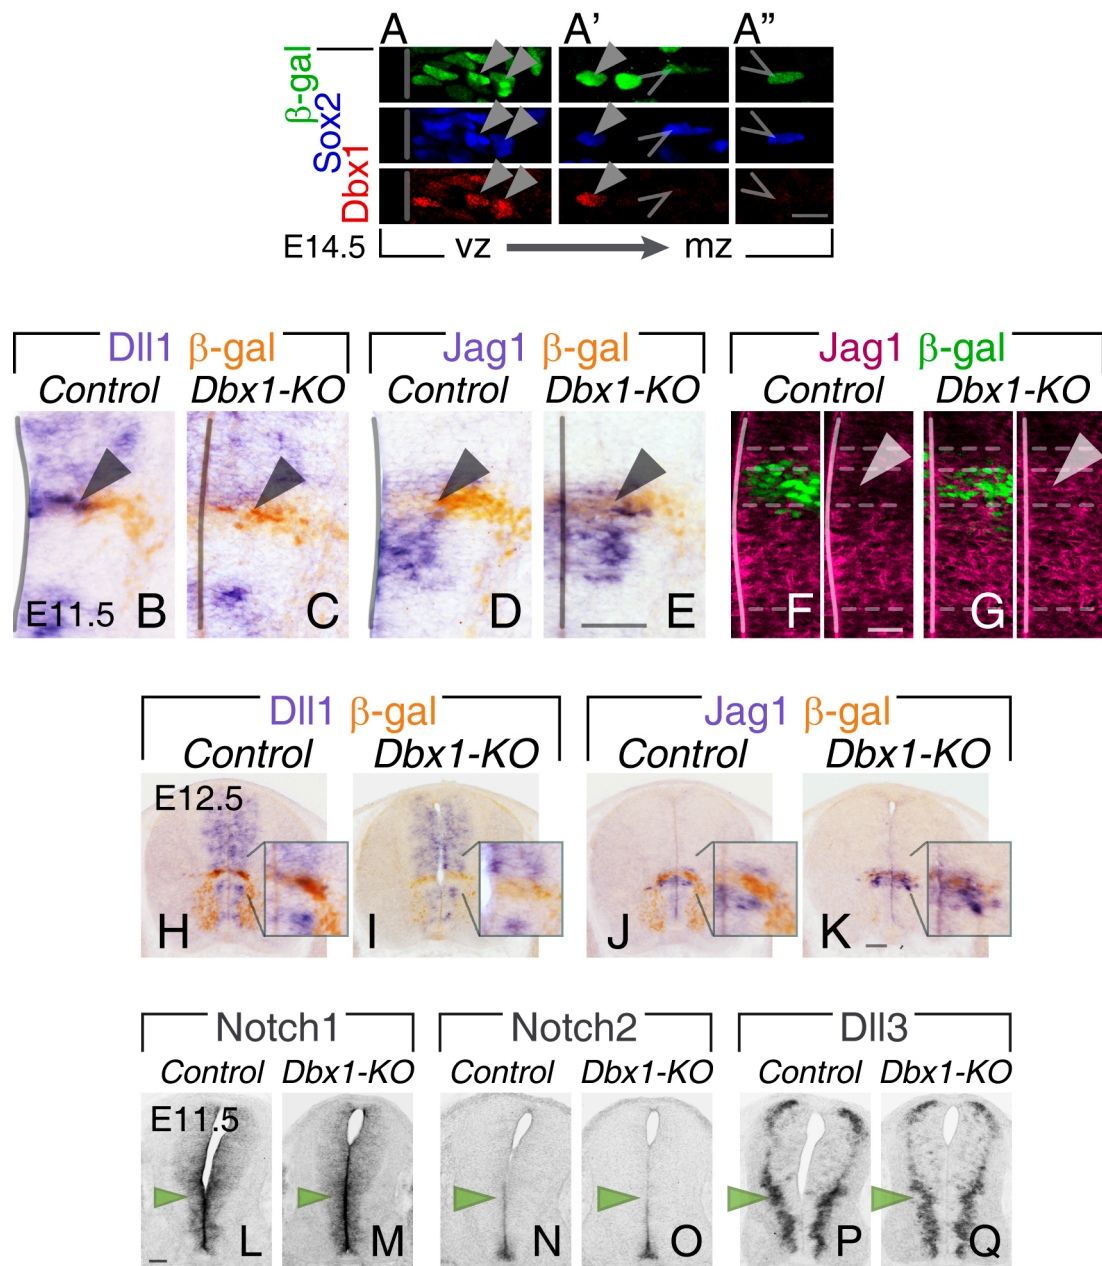 A A’ A”
β-gal
Sox2
Dbx1
E14.5 vz mz
Dll1 β-gal Jag1 β-gal Jag1 β-gal
Control Dbx1-KO Control Dbx1-KO Control Dbx1-KO
E11.5 B C D E F G
Dll1 β-gal Jag1 β-gal
Control Dbx1-KO Control Dbx1-KO
E12.5
H I J K
Notch1 Notch2 Dll3
Control Dbx1-KO Control Dbx1-KO Control Dbx1-KO
E11.5
L M N O P Q